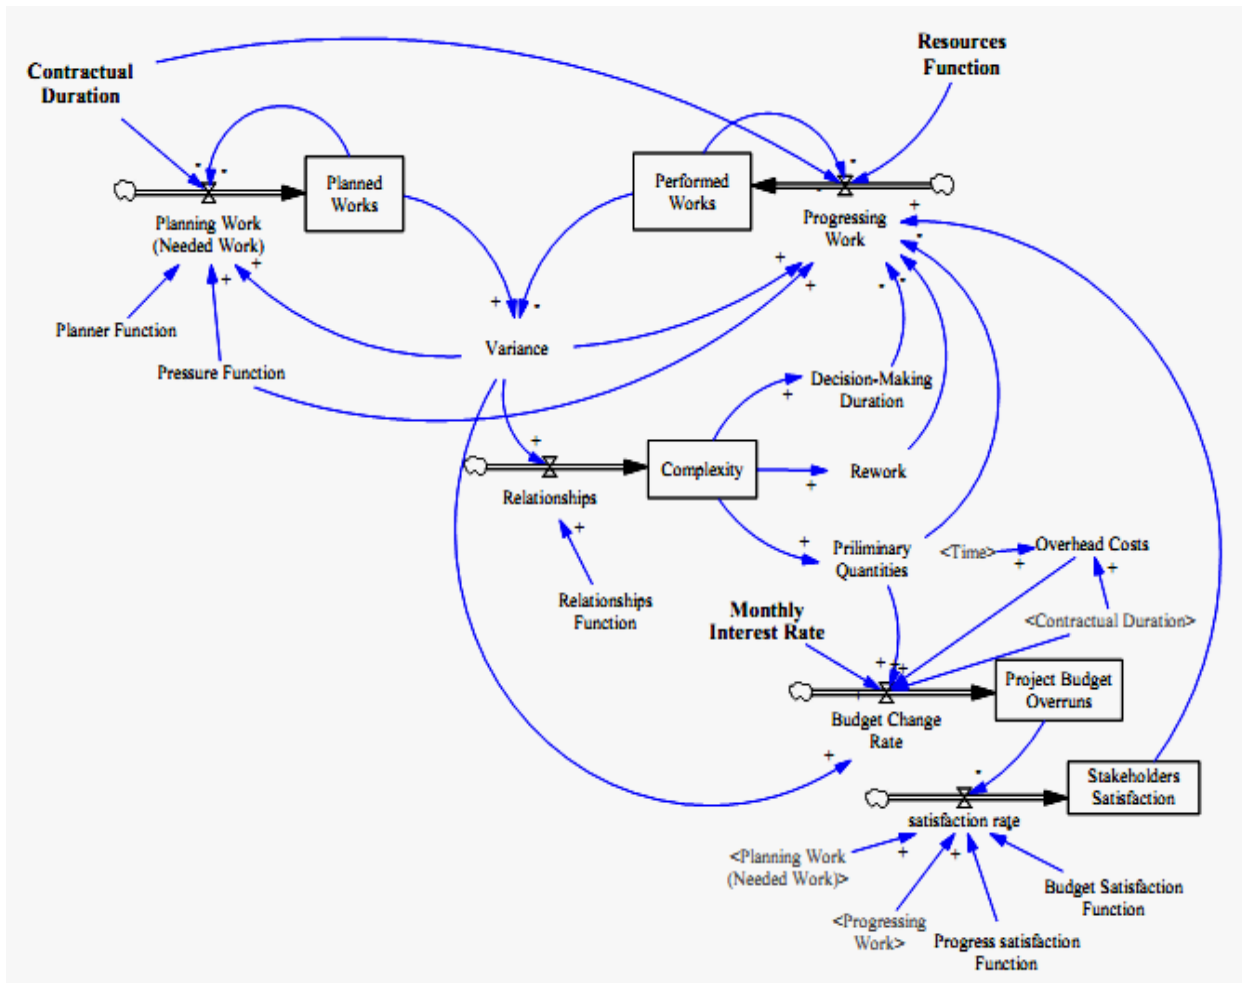 Resources
Function
Contractual
Duration
Planned
Works
Performed
Works
Planning Work
(Needed Work)
Progressing
Work
Planner Function
Variance
Pressure Function
Decision-Making
Duration
Complexity
Rework
Relationships
Priliminary
Quantities
<Time>
Overhead Costs
Relationships
Function
Monthly
Interest Rate
<Contractual Duration>
Project Budget
Overruns
Budget Change
Rate
Stakeholders
Satisfaction
satisfaction rate
<Planning Work
(Needed Work)>
Budget Satisfaction
Function
<Progressing
Work>
Progress satisfaction
Function